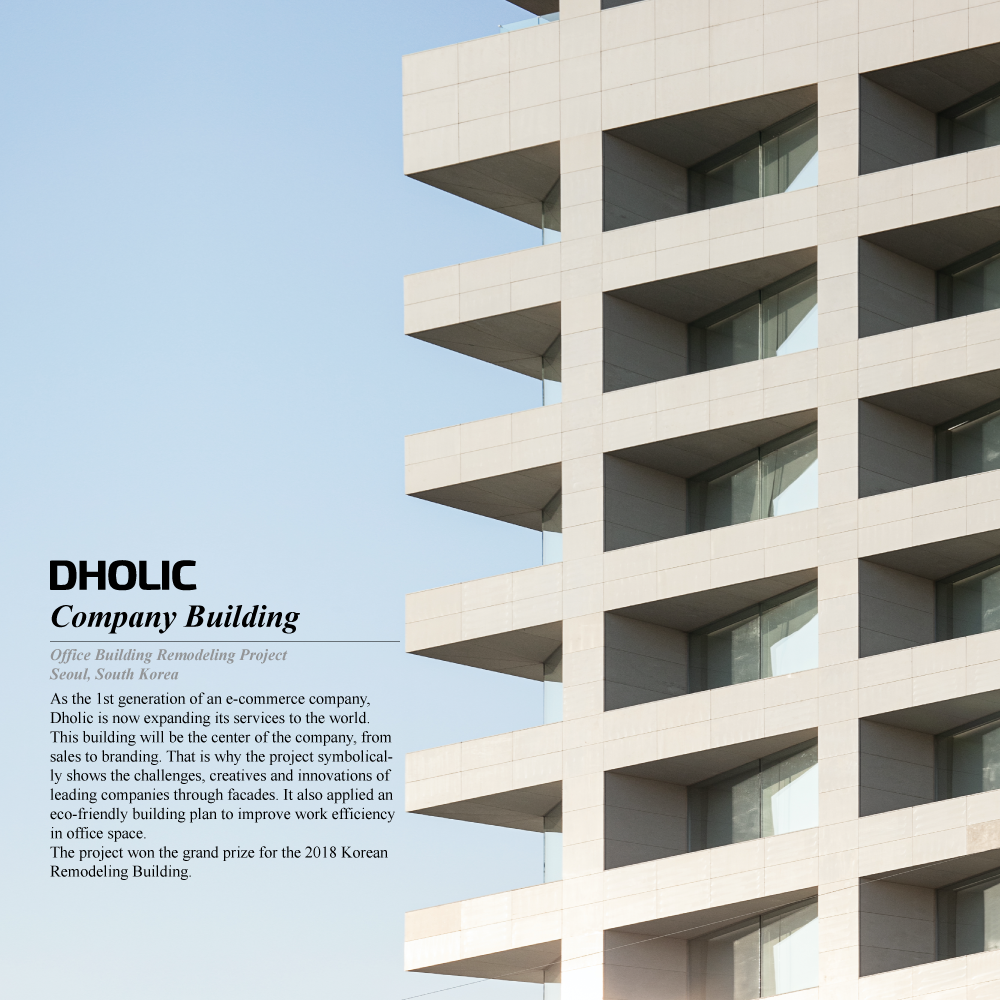 DHOLIC
Company Building
Office Building Remodeling Project
Seoul, South Korea
As the 1st generation of an e-commerce company,
Dholic is now expanding its services to the world.
This building will be the center of the company, from
sales to branding. That is why the project symbolical-
ly shows the challenges, creatives and innovations of
leading companies through facades. It also applied an
eco-friendly building plan to improve work efficiency
in office space.
The project won the grand prize for the 2018 Korean
Remodeling Building.